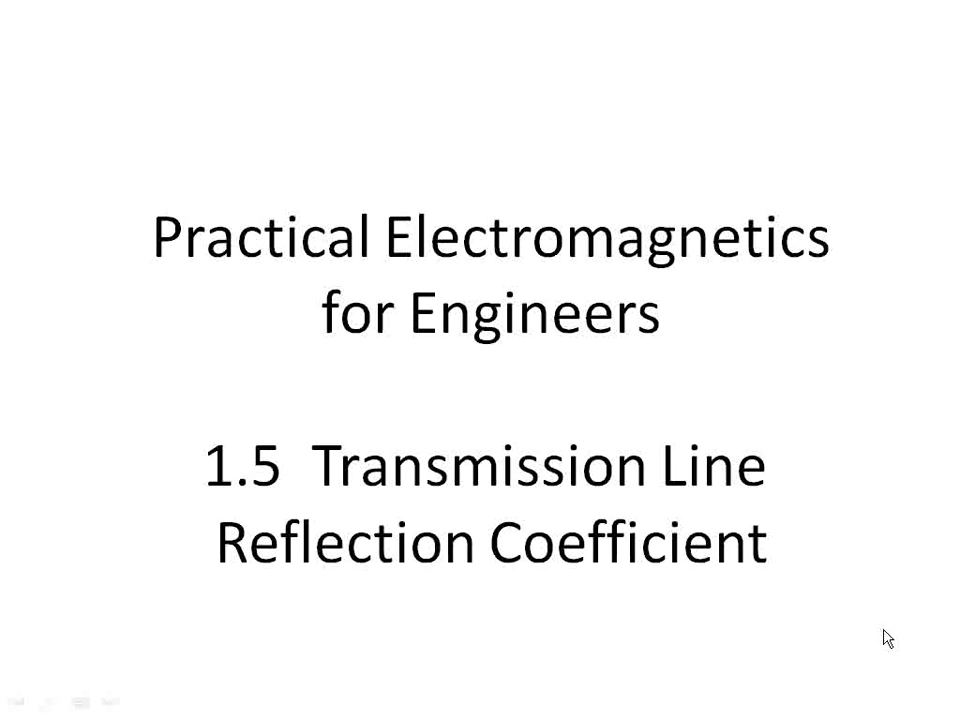 Practical Electromagnetics
for Engineers
1.5 Transmission Line
Reflection Coefficient